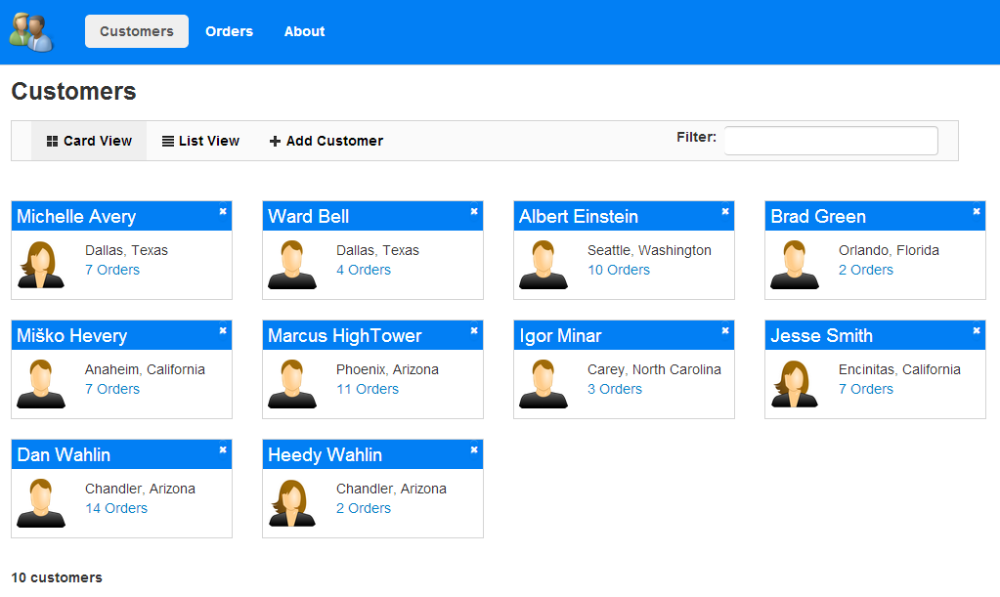 Customers Orders About
Customers
Card View List View Add Customer Filter:
Michelle Avery
Dallas, Texas
7 Orders
Ward Bell
Dallas, Texas
4 Orders
Albert Einstein
Seattle, Washington
10 Orders
Brad Green
Orlando, Florida
2 Orders
Miško Hevery
Anaheim, California
7 Orders
Marcus HighTower
Phoenix, Arizona
11 Orders
Igor Minar
Carey, North Carolina
3 Orders
Jesse Smith
Encinitas, California
7 Orders
Dan Wahlin
Chandler, Arizona
14 Orders
Heedy Wahlin
Chandler, Arizona
2 Orders
10 customers